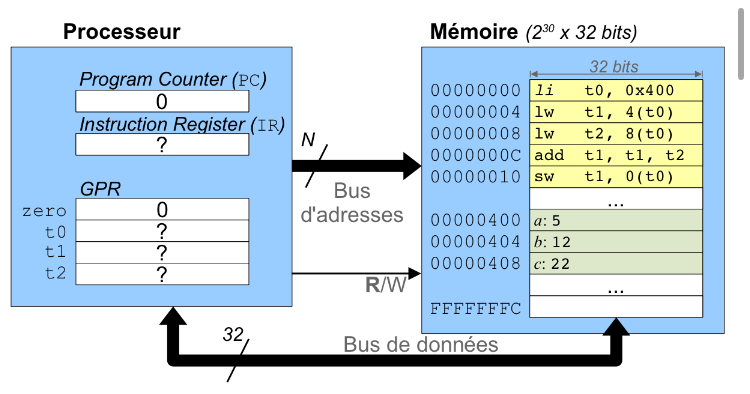 Processeur
Program Counter (PC)
0
Instruction Register (IR)
?
GPR
zero 0
t0 ?
t1 ?
t2 ?
N
Bus
d'adresses
R/W
32
Bus de données
Mémoire (2³⁰ x 32 bits)
32 bits
00000000 li t0, 0x400
00000004 lw t1, 4(t0)
00000008 lw t2, 8(t0)
0000000C add t1, t1, t2
00000010 sw t1, 0(t0)
...
00000400 a: 5
00000404 b: 12
00000408 c: 22
...
FFFFFFFC